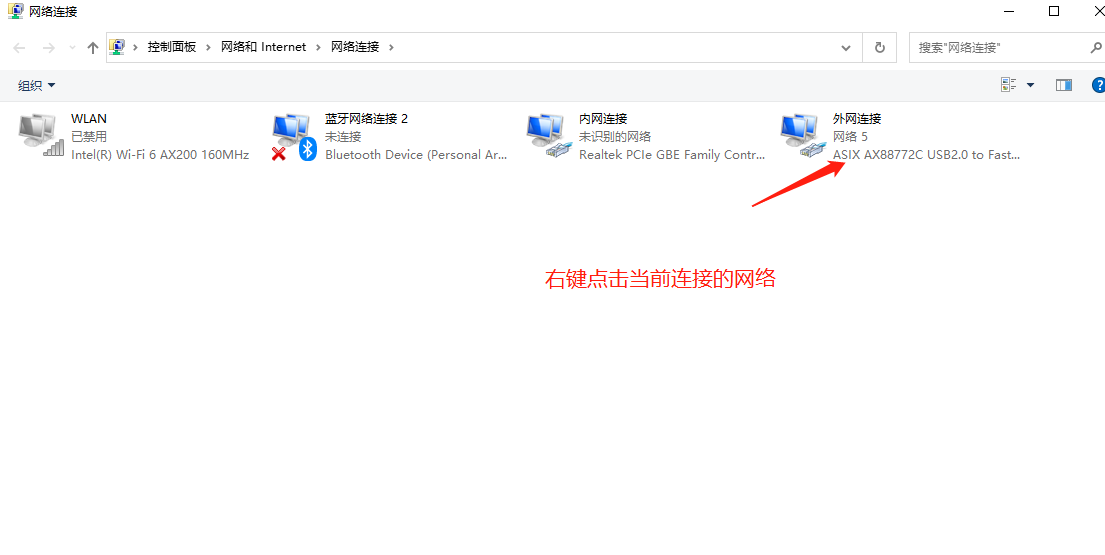 网络连接
控制面板 网络和 Internet 网络连接
搜索"网络连接"
组织
?
WLAN
已禁用
Intel(R) Wi-Fi 6 AX200 160MHz
蓝牙网络连接 2
未连接
Bluetooth Device (Personal Ar...
内网连接
未识别的网络
Realtek PCIe GBE Family Contr...
外网连接
网络 5
ASIX AX88772C USB2.0 to Fast...
右键点击当前连接的网络